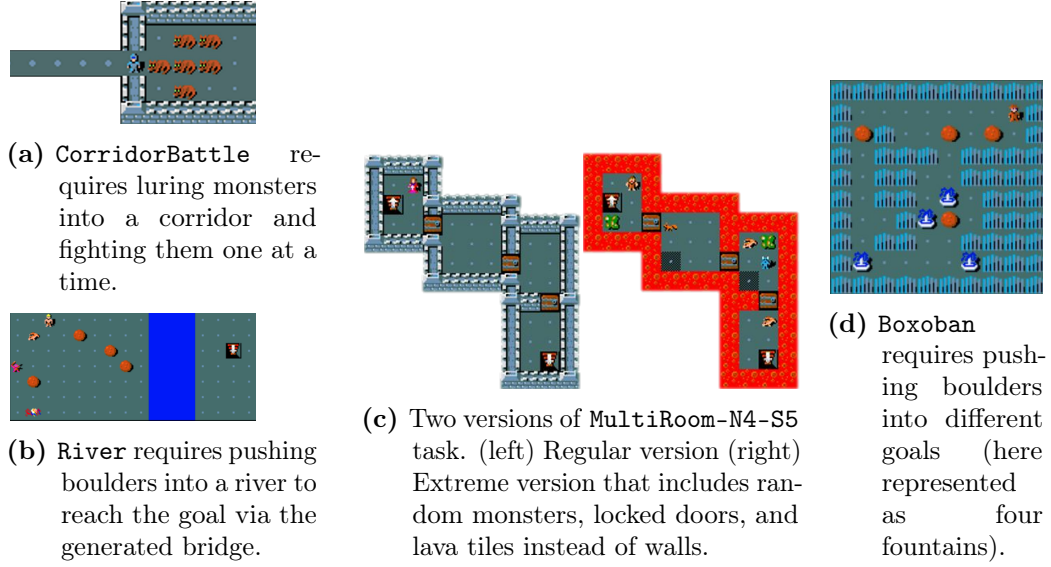 (a) CorridorBattle re-
quires luring monsters
into a corridor and
fighting them one at a
time.
(b) River requires pushing
boulders into a river to
reach the goal via the
generated bridge.
(c) Two versions of MultiRoom-N4-S5
task. (left) Regular version (right)
Extreme version that includes ran-
dom monsters, locked doors, and
lava tiles instead of walls.
(d) Boxoban
requires push-
ing boulders
into different
goals (here
represented
as four
fountains).